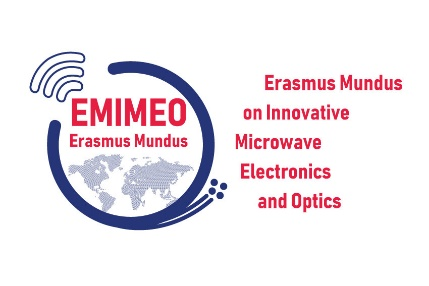 EMIMEO
Erasmus Mundus
Erasmus Mundus
on Innovative
Microwave
Electronics
and Optics